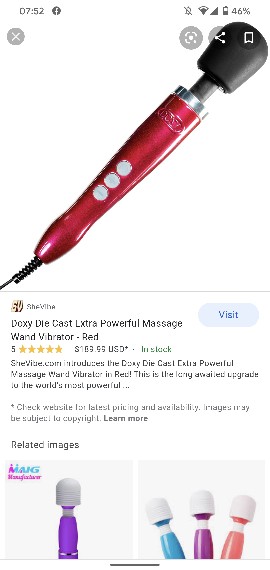 07:52
46%
DOXY
SheVibe
Visit
Doxy Die Cast Extra Powerful Massage
Wand Vibrator - Red
5 ★★★★★ $189.99 USD* · In stock
SheVibe.com introduces the Doxy Die Cast Extra Powerful
Massage Wand Vibrator in Red! This is the long awaited upgrade
to the world's most powerful ...
* Check website for latest pricing and availability. Images may
be subject to copyright. Learn more
Related images
Manufacturer